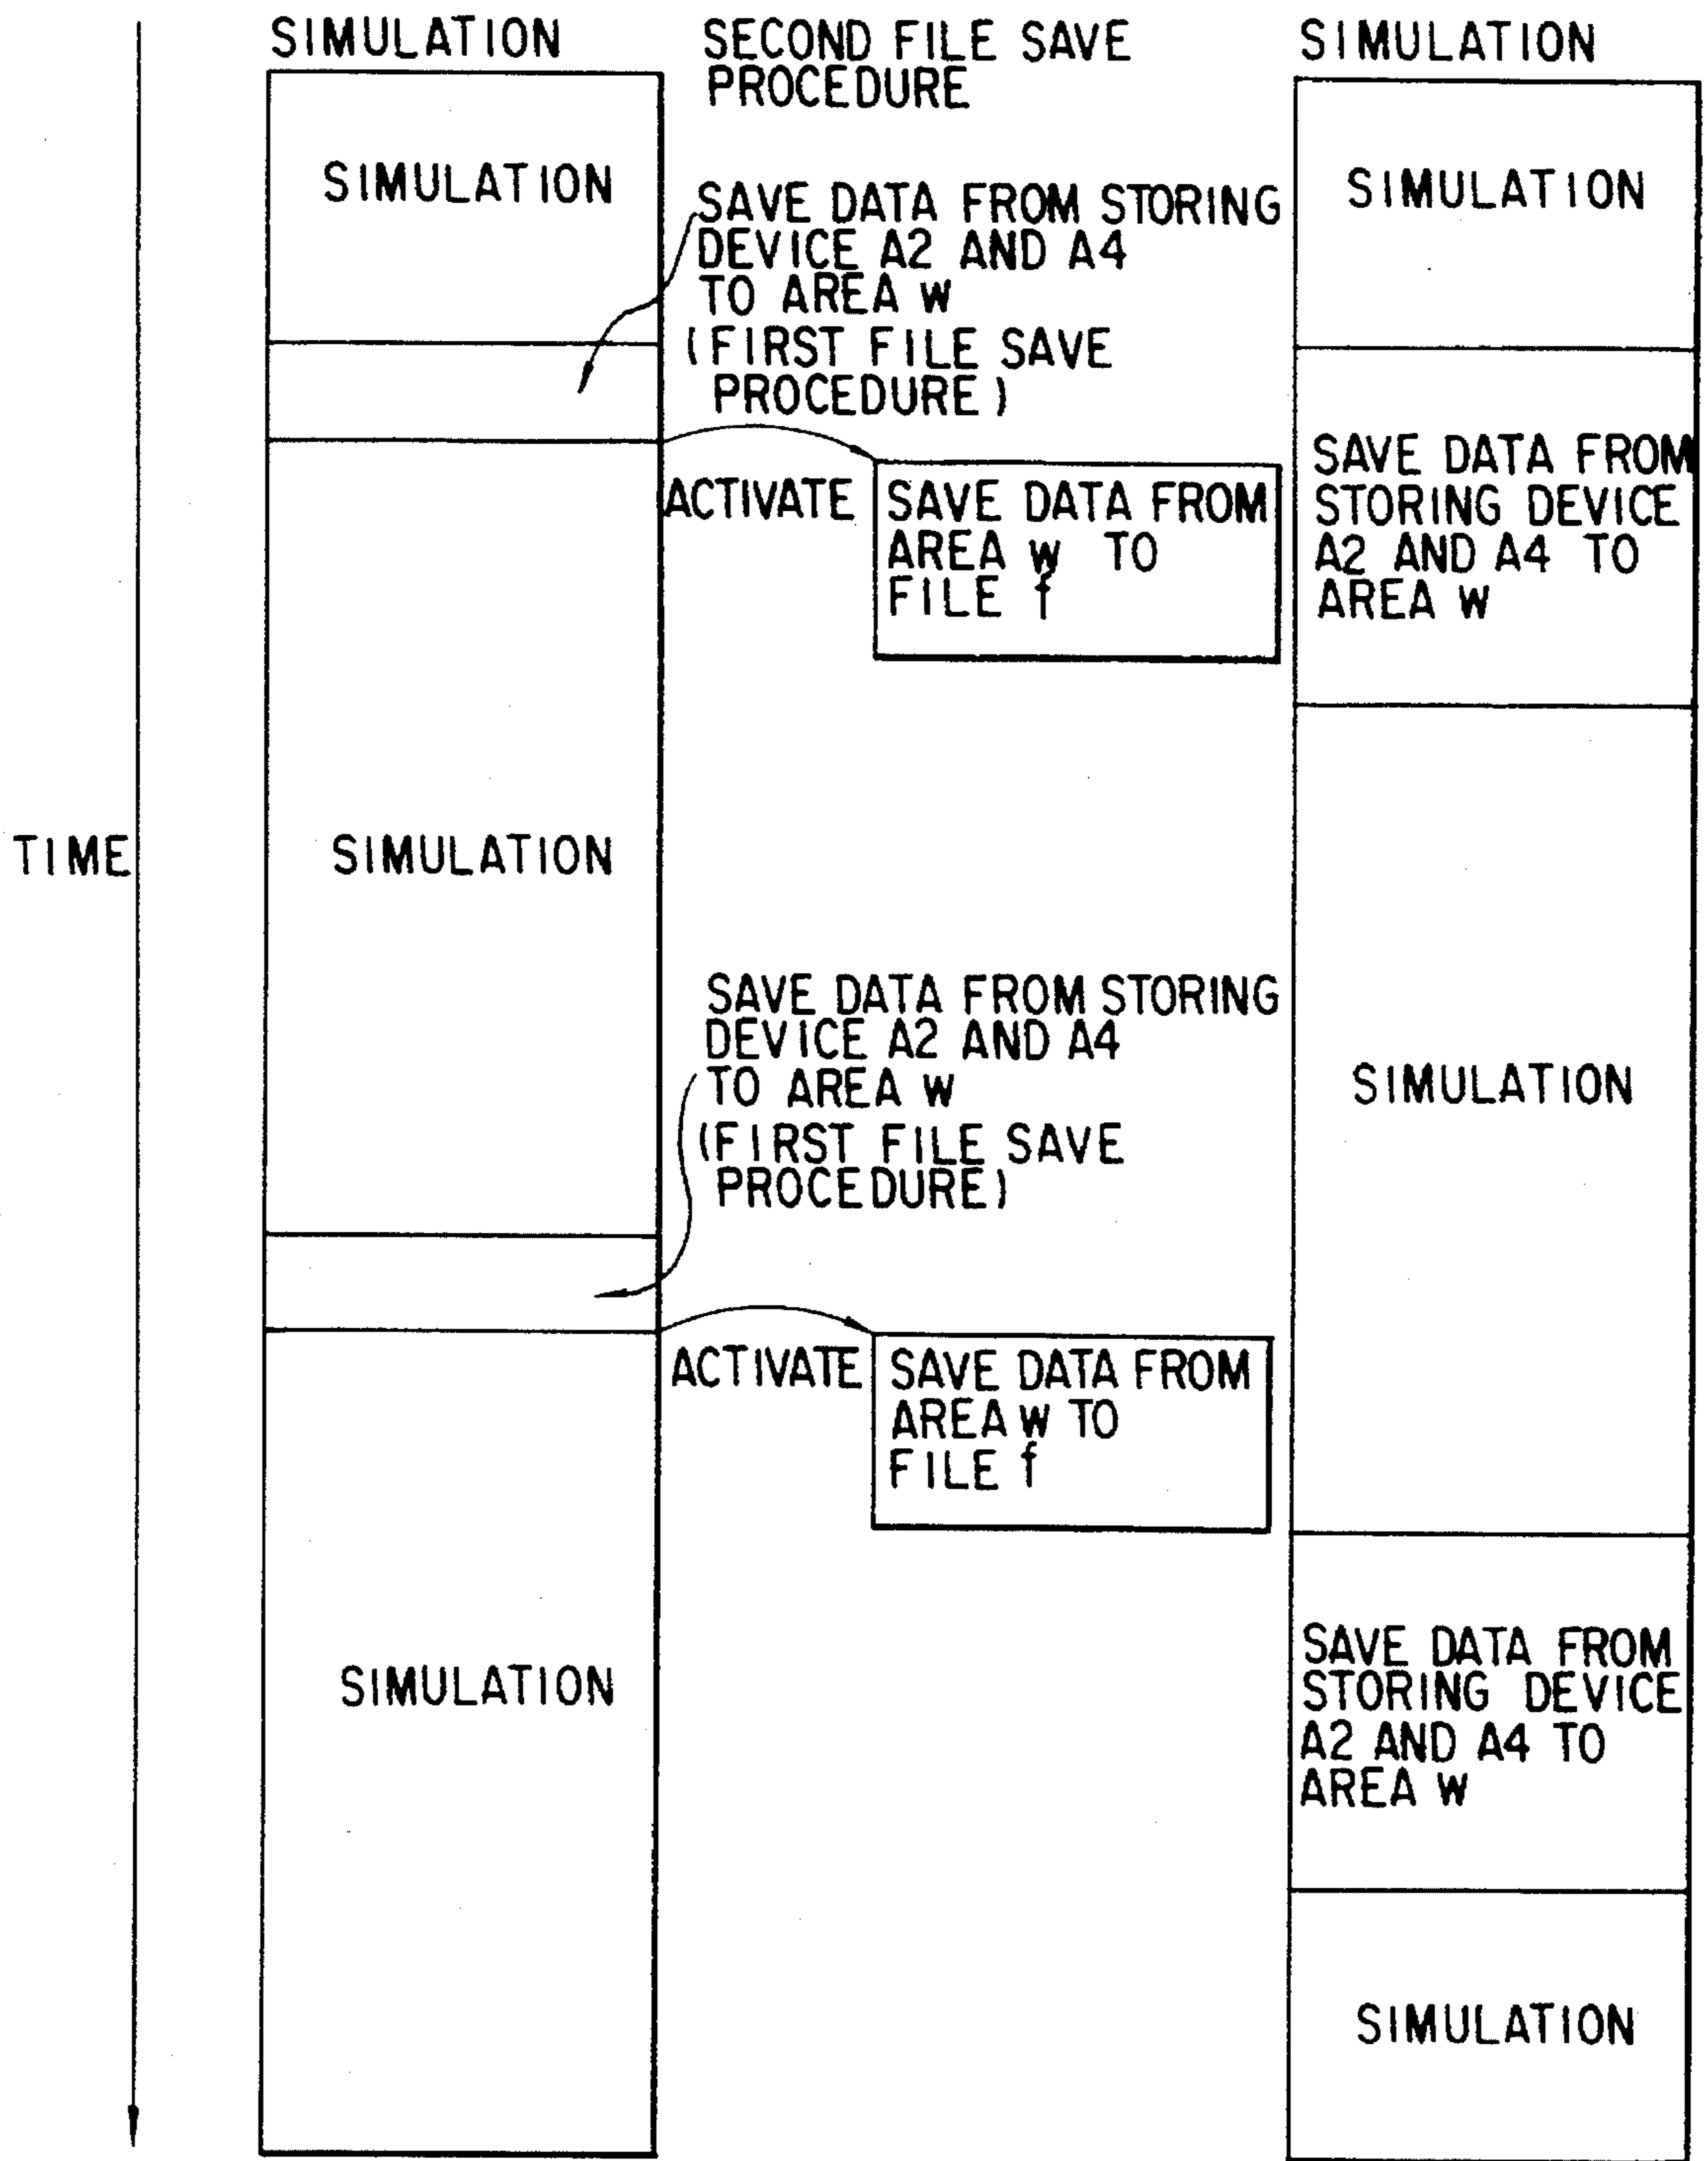 SIMULATION
SECOND FILE SAVE
PROCEDURE
SIMULATION
SIMULATION
SAVE DATA FROM STORING
DEVICE A2 AND A4
TO AREA W
(FIRST FILE SAVE
PROCEDURE)
ACTIVATE
SAVE DATA FROM
AREA W TO
FILE f
TIME
SIMULATION
SAVE DATA FROM STORING
DEVICE A2 AND A4
TO AREA W
(FIRST FILE SAVE
PROCEDURE)
ACTIVATE
SAVE DATA FROM
AREA W TO
FILE f
SIMULATION
SIMULATION
SAVE DATA FROM
STORING DEVICE
A2 AND A4 TO
AREA W
SIMULATION
SAVE DATA FROM
STORING DEVICE
A2 AND A4 TO
AREA W
SIMULATION